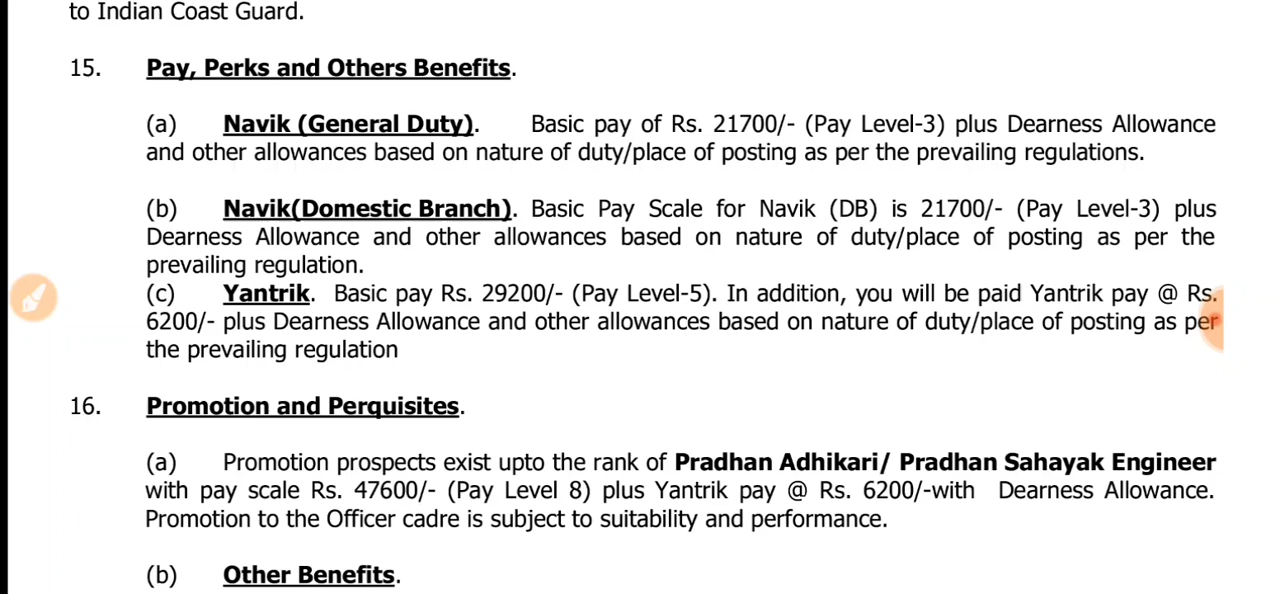 to Indian Coast Guard.
15. Pay, Perks and Others Benefits.
(a) Navik (General Duty). Basic pay of Rs. 21700/- (Pay Level-3) plus Dearness Allowance
and other allowances based on nature of duty/place of posting as per the prevailing regulations.
(b) Navik(Domestic Branch). Basic Pay Scale for Navik (DB) is 21700/- (Pay Level-3) plus
Dearness Allowance and other allowances based on nature of duty/place of posting as per the
prevailing regulation.
(c) Yantrik. Basic pay Rs. 29200/- (Pay Level-5). In addition, you will be paid Yantrik pay @ Rs.
6200/- plus Dearness Allowance and other allowances based on nature of duty/place of posting as per
the prevailing regulation
16. Promotion and Perquisites.
(a) Promotion prospects exist upto the rank of Pradhan Adhikari/ Pradhan Sahayak Engineer
with pay scale Rs. 47600/- (Pay Level 8) plus Yantrik pay @ Rs. 6200/-with Dearness Allowance.
Promotion to the Officer cadre is subject to suitability and performance.
(b) Other Benefits.